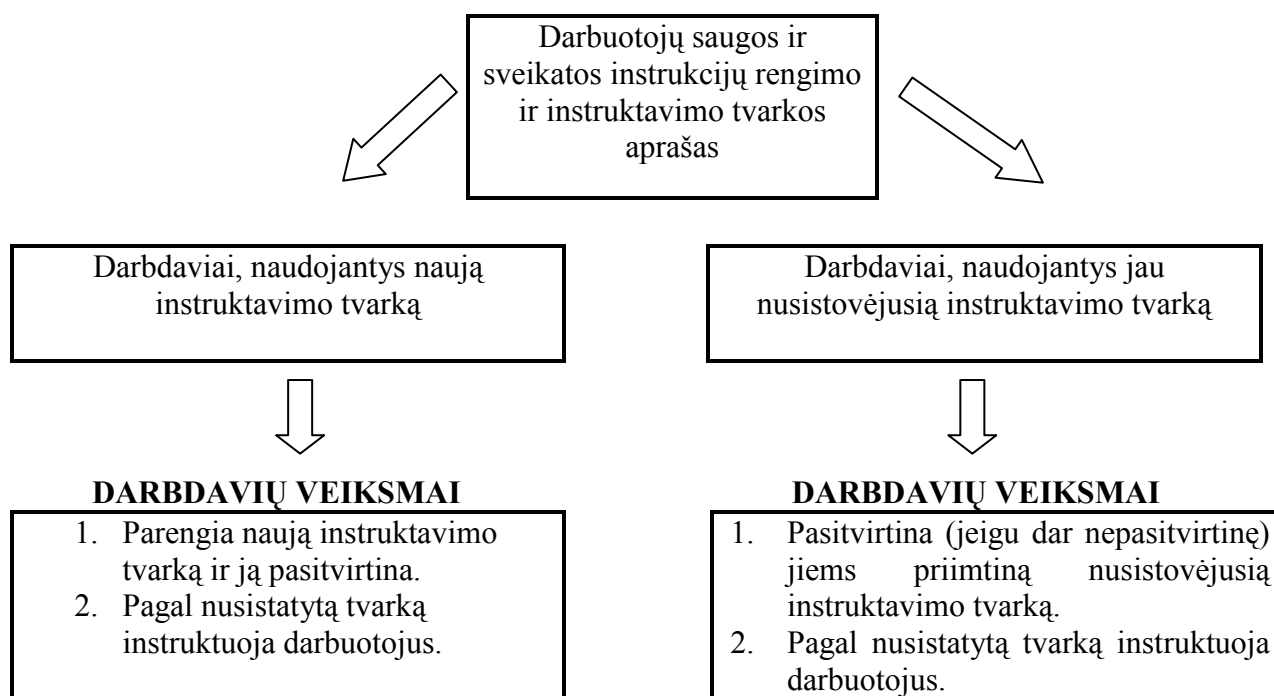 Darbuotojų saugos ir
sveikatos instrukcijų rengimo
ir instruktavimo tvarkos
aprašas
Darbdaviai, naudojantys naują
instruktavimo tvarką
Darbdaviai, naudojantys jau
nusistovėjusią instruktavimo tvarką
DARBDAVIŲ VEIKSMAI
1. Parengia naują instruktavimo
tvarką ir ją pasitvirtina.
2. Pagal nusistatytą tvarką
instruktuoja darbuotojus.
DARBDAVIŲ VEIKSMAI
1. Pasitvirtina (jeigu dar nepasitvirtinę)
jiems priimtiną nusistovėjusią
instruktavimo tvarką.
2. Pagal nusistatytą tvarką instruktuoja
darbuotojus.